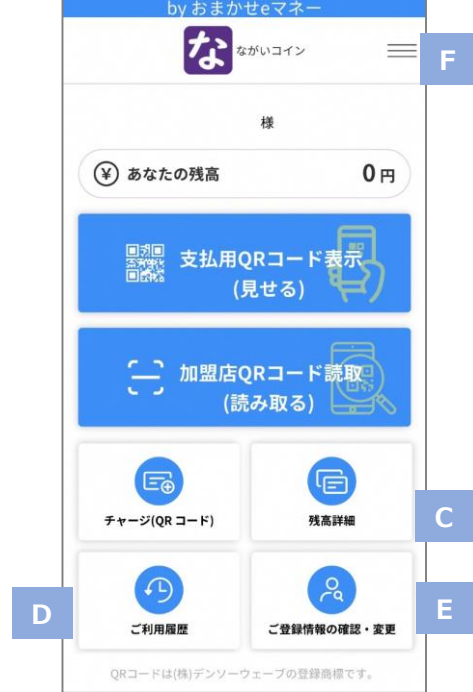 by おまかせeマネー
な ながいコイン
F
様
¥ あなたの残高 0円
支払用QRコード表示
(見せる)
加盟店QRコード読取
(読み取る)
チャージ(QRコード) 残高詳細
C
D
E
ご利用履歴 ご登録情報の確認・変更
QRコードは(株)デンソーウェーブの登録商標です。